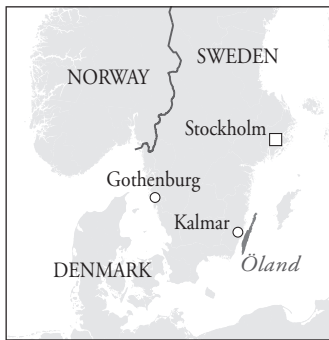 SWEDEN
NORWAY
Stockholm
Gothenburg
Kalmar
Öland
DENMARK